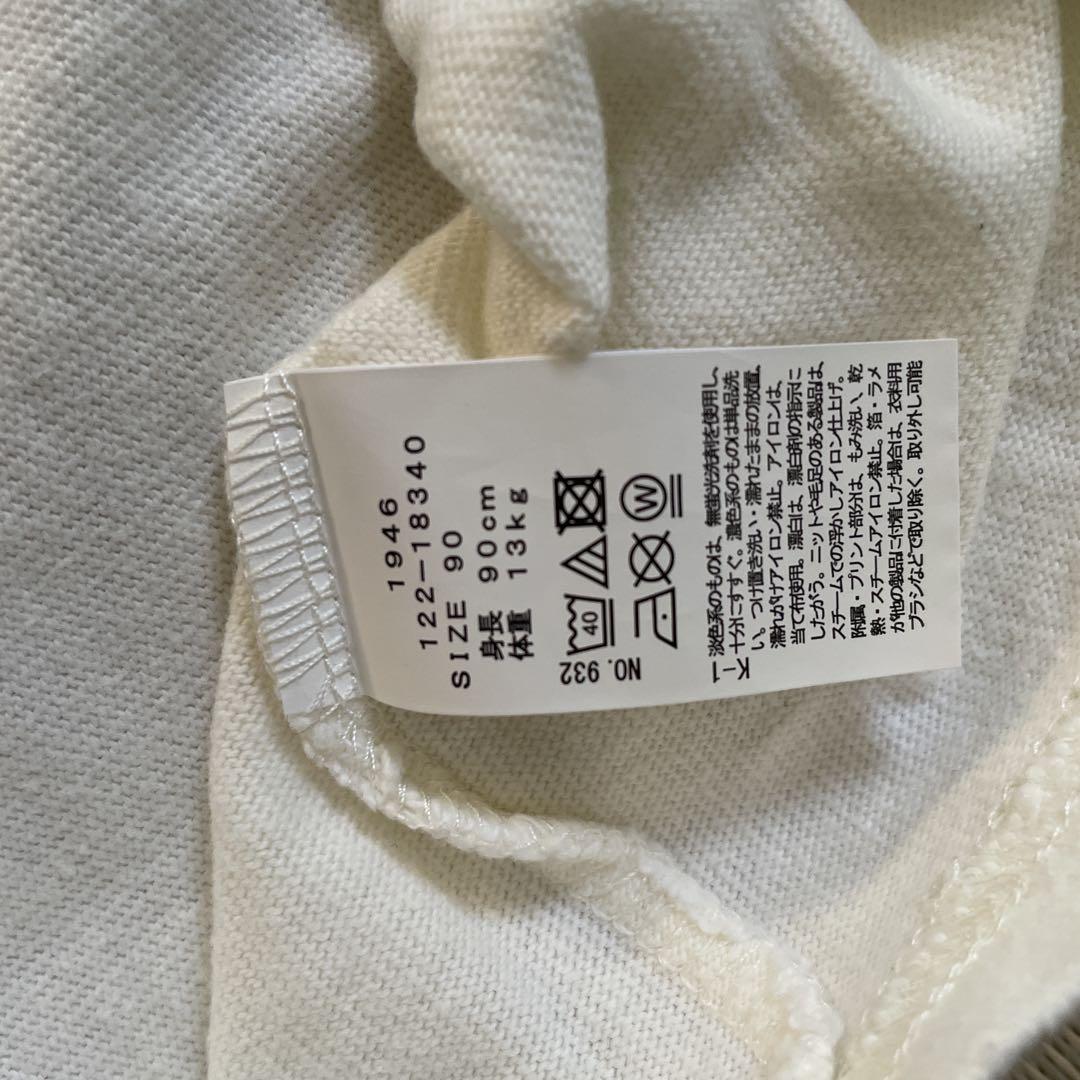 1946
122-18340
SIZE 90
身長 90cm
体重 13kg
40
W
NO. 932
K-1
淡色系のものは、無蛍光洗剤を使用し、
十分にすすぐ。濃色系のものは単品洗
い。つけ置き洗い・濡れたままの放置、
濡れがけアイロン禁止。アイロンは、
当て布使用。漂白は、漂白剤の指示に
したがう。ニットや毛足のある製品は、
スチームでの浮かしアイロン仕上げ。
附属・プリント部分は、もみ洗い、乾
熱・スチームアイロン禁止。箔・ラメ
が他の製品に付着した場合は、衣料用
ブラシなどで取り除く。取り外し可能